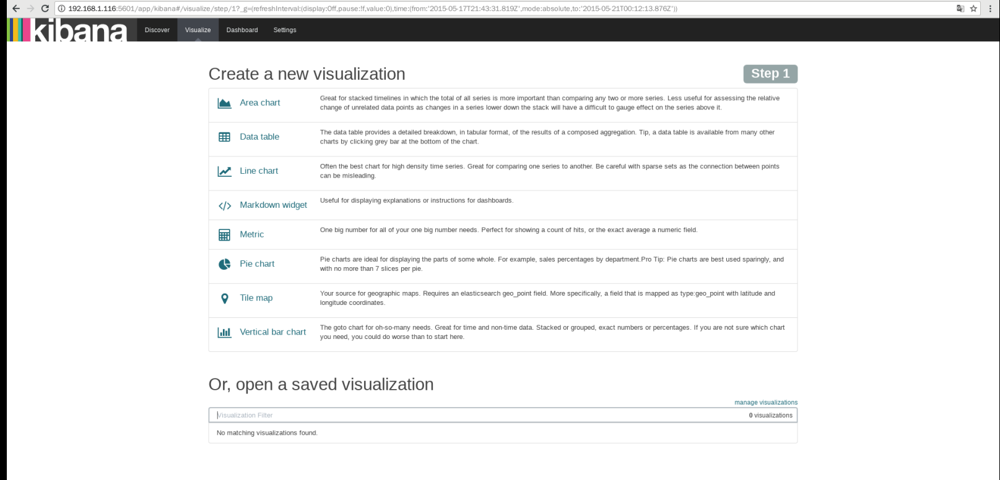 192.168.1.116:5601/app/kibana#/visualize/step/1?_g=(refreshInterval:(display:Off,pause:!f,value:0),time:(from:'2015-05-17T21:43:31.819Z',mode:absolute,to:'2015-05-21T00:12:13.876Z'))
kibana Discover Visualize Dashboard Settings
Create a new visualization Step 1
Area chart
Great for stacked timelines in which the total of all series is more important than comparing any two or more series. Less useful for assessing the relative
change of unrelated data points as changes in a series lower down the stack will have a difficult to gauge effect on the series above it.
Data table
The data table provides a detailed breakdown, in tabular format, of the results of a composed aggregation. Tip, a data table is available from many other
charts by clicking grey bar at the bottom of the chart.
Line chart
Often the best chart for high density time series. Great for comparing one series to another. Be careful with sparse sets as the connection between points
can be misleading.
Markdown widget
Useful for displaying explanations or instructions for dashboards.
Metric
One big number for all of your one big number needs. Perfect for showing a count of hits, or the exact average a numeric field.
Pie chart
Pie charts are ideal for displaying the parts of some whole. For example, sales percentages by department.Pro Tip: Pie charts are best used sparingly, and
with no more than 7 slices per pie.
Tile map
Your source for geographic maps. Requires an elasticsearch geo_point field. More specifically, a field that is mapped as type:geo_point with latitude and
longitude coordinates.
Vertical bar chart
The goto chart for oh-so-many needs. Great for time and non-time data. Stacked or grouped, exact numbers or percentages. If you are not sure which chart
you need, you could do worse than to start here.
Or, open a saved visualization
manage visualizations
Visualization Filter 0 visualizations
No matching visualizations found.